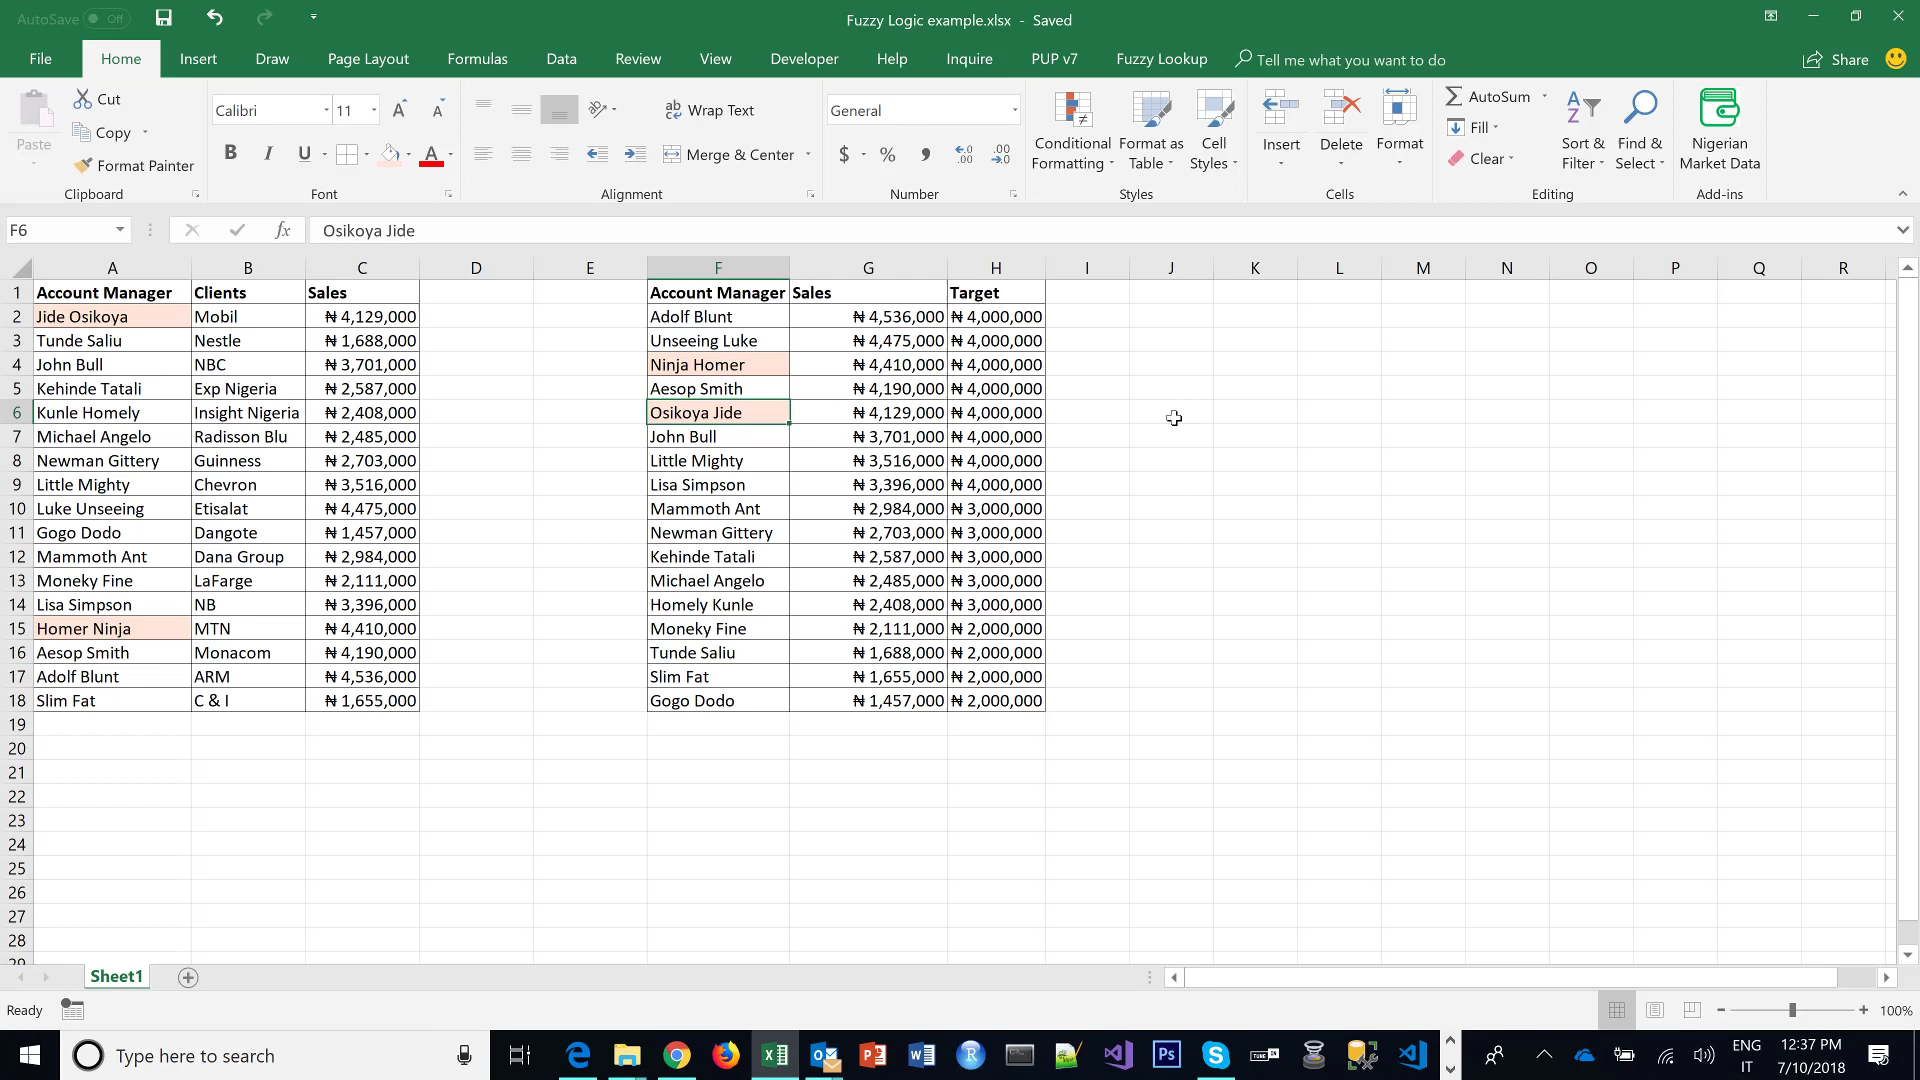 AutoSave Off
Fuzzy Logic example.xlsx - Saved
File Home Insert Draw Page Layout Formulas Data Review View Developer Help Inquire PUP v7 Fuzzy Lookup Tell me what you want to do Share
Paste
Cut
Copy
Format Painter
Clipboard
Calibri 11
B I U
Font
Wrap Text
Merge & Center
Alignment
General
$ % ,
Number
Conditional Formatting
Format as Table
Cell Styles
Styles
Insert
Delete
Format
Cells
AutoSum
Fill
Clear
Sort & Filter
Find & Select
Editing
Nigerian Market Data
Add-ins
F6 fx Osikoya Jide
A B C D E F G H I J K L M N O P Q R
1 Account Manager Clients Sales Account Manager Sales Target
2 Jide Osikoya Mobil ₦ 4,129,000 Adolf Blunt ₦ 4,536,000 ₦ 4,000,000
3 Tunde Saliu Nestle ₦ 1,688,000 Unseeing Luke ₦ 4,475,000 ₦ 4,000,000
4 John Bull NBC ₦ 3,701,000 Ninja Homer ₦ 4,410,000 ₦ 4,000,000
5 Kehinde Tatali Exp Nigeria ₦ 2,587,000 Aesop Smith ₦ 4,190,000 ₦ 4,000,000
6 Kunle Homely Insight Nigeria ₦ 2,408,000 Osikoya Jide ₦ 4,129,000 ₦ 4,000,000
7 Michael Angelo Radisson Blu ₦ 2,485,000 John Bull ₦ 3,701,000 ₦ 4,000,000
8 Newman Gittery Guinness ₦ 2,703,000 Little Mighty ₦ 3,516,000 ₦ 4,000,000
9 Little Mighty Chevron ₦ 3,516,000 Lisa Simpson ₦ 3,396,000 ₦ 4,000,000
10 Luke Unseeing Etisalat ₦ 4,475,000 Mammoth Ant ₦ 2,984,000 ₦ 3,000,000
11 Gogo Dodo Dangote ₦ 1,457,000 Newman Gittery ₦ 2,703,000 ₦ 3,000,000
12 Mammoth Ant Dana Group ₦ 2,984,000 Kehinde Tatali ₦ 2,587,000 ₦ 3,000,000
13 Moneky Fine LaFarge ₦ 2,111,000 Michael Angelo ₦ 2,485,000 ₦ 3,000,000
14 Lisa Simpson NB ₦ 3,396,000 Homely Kunle ₦ 2,408,000 ₦ 3,000,000
15 Homer Ninja MTN ₦ 4,410,000 Moneky Fine ₦ 2,111,000 ₦ 2,000,000
16 Aesop Smith Monacom ₦ 4,190,000 Tunde Saliu ₦ 1,688,000 ₦ 2,000,000
17 Adolf Blunt ARM ₦ 4,536,000 Slim Fat ₦ 1,655,000 ₦ 2,000,000
18 Slim Fat C & I ₦ 1,655,000 Gogo Dodo ₦ 1,457,000 ₦ 2,000,000
19
20
21
22
23
24
25
26
27
28
29
Sheet1
Ready 100%
Type here to search
ENG 12:37 PM
IT 7/10/2018